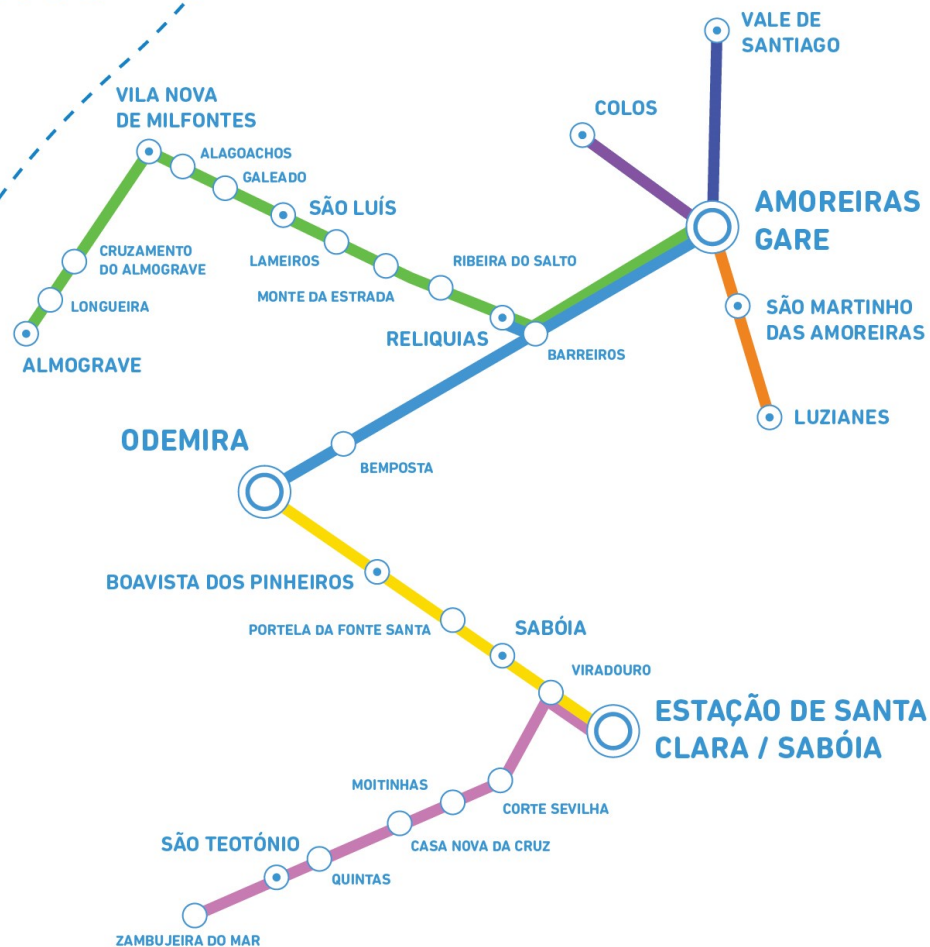 VALE DE
SANTIAGO
COLOS
VILA NOVA
DE MILFONTES
ALAGOACHOS
GALEADO
SÃO LUÍS
AMOREIRAS
GARE
CRUZAMENTO
DO ALMOGRAVE
LAMEIROS
RIBEIRA DO SALTO
MONTE DA ESTRADA
LONGUEIRA
SÃO MARTINHO
DAS AMOREIRAS
RELIQUIAS
BARREIROS
ALMOGRAVE
LUZIANES
ODEMIRA
BEMPOSTA
BOAVISTA DOS PINHEIROS
PORTELA DA FONTE SANTA
SABÓIA
VIRADOURO
ESTAÇÃO DE SANTA
CLARA / SABÓIA
MOITINHAS
CORTE SEVILHA
SÃO TEOTÓNIO
CASA NOVA DA CRUZ
QUINTAS
ZAMBUJEIRA DO MAR